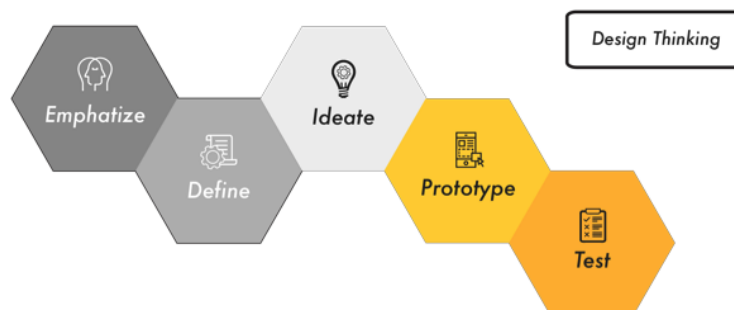 Design Thinking
Emphatize
Define
Ideate
Prototype
Test